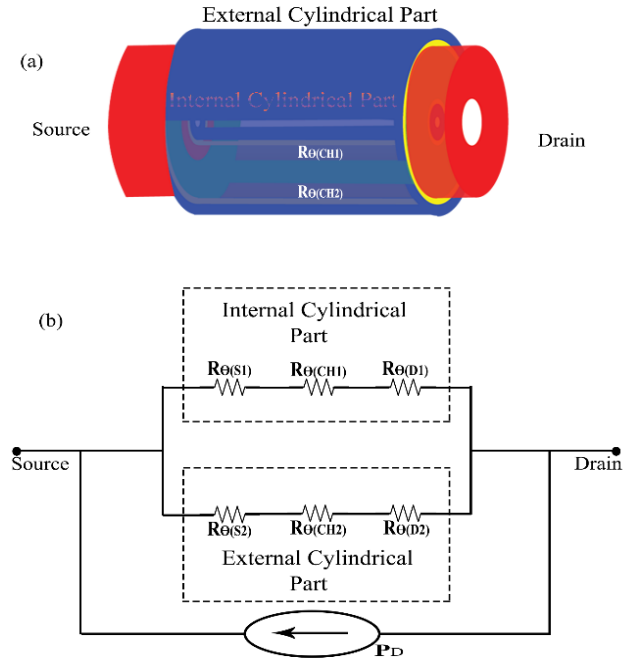 External Cylindrical Part
(a)
Internal Cylindrical Part
Source
Drain
RΘ(CH1)
RΘ(CH2)
(b)
Internal Cylindrical
Part
RΘ(S1) RΘ(CH1) RΘ(D1)
Source
Drain
RΘ(S2) RΘ(CH2) RΘ(D2)
External Cylindrical
Part
PD